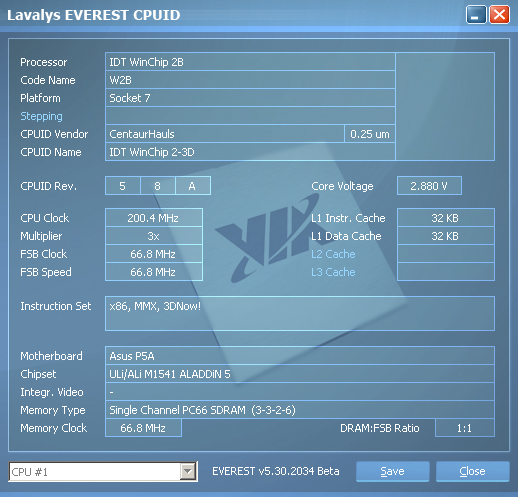 Lavalys EVEREST CPUID
Processor IDT WinChip 2B
Code Name W2B
Platform Socket 7
Stepping
CPUID Vendor CentaurHauls 0.25 um
CPUID Name IDT WinChip 2-3D
CPUID Rev. 5 8 A Core Voltage 2.880 V
CPU Clock 200.4 MHz L1 Instr. Cache 32 KB
Multiplier 3x L1 Data Cache 32 KB
FSB Clock 66.8 MHz L2 Cache
FSB Speed 66.8 MHz L3 Cache
VIA
Instruction Set x86, MMX, 3DNow!
Motherboard Asus P5A
Chipset ULi/ALi M1541 ALADDiN 5
Integr. Video -
Memory Type Single Channel PC66 SDRAM (3-3-2-6)
Memory Clock 66.8 MHz DRAM:FSB Ratio 1:1
CPU #1 EVEREST v5.30.2034 Beta Save Close